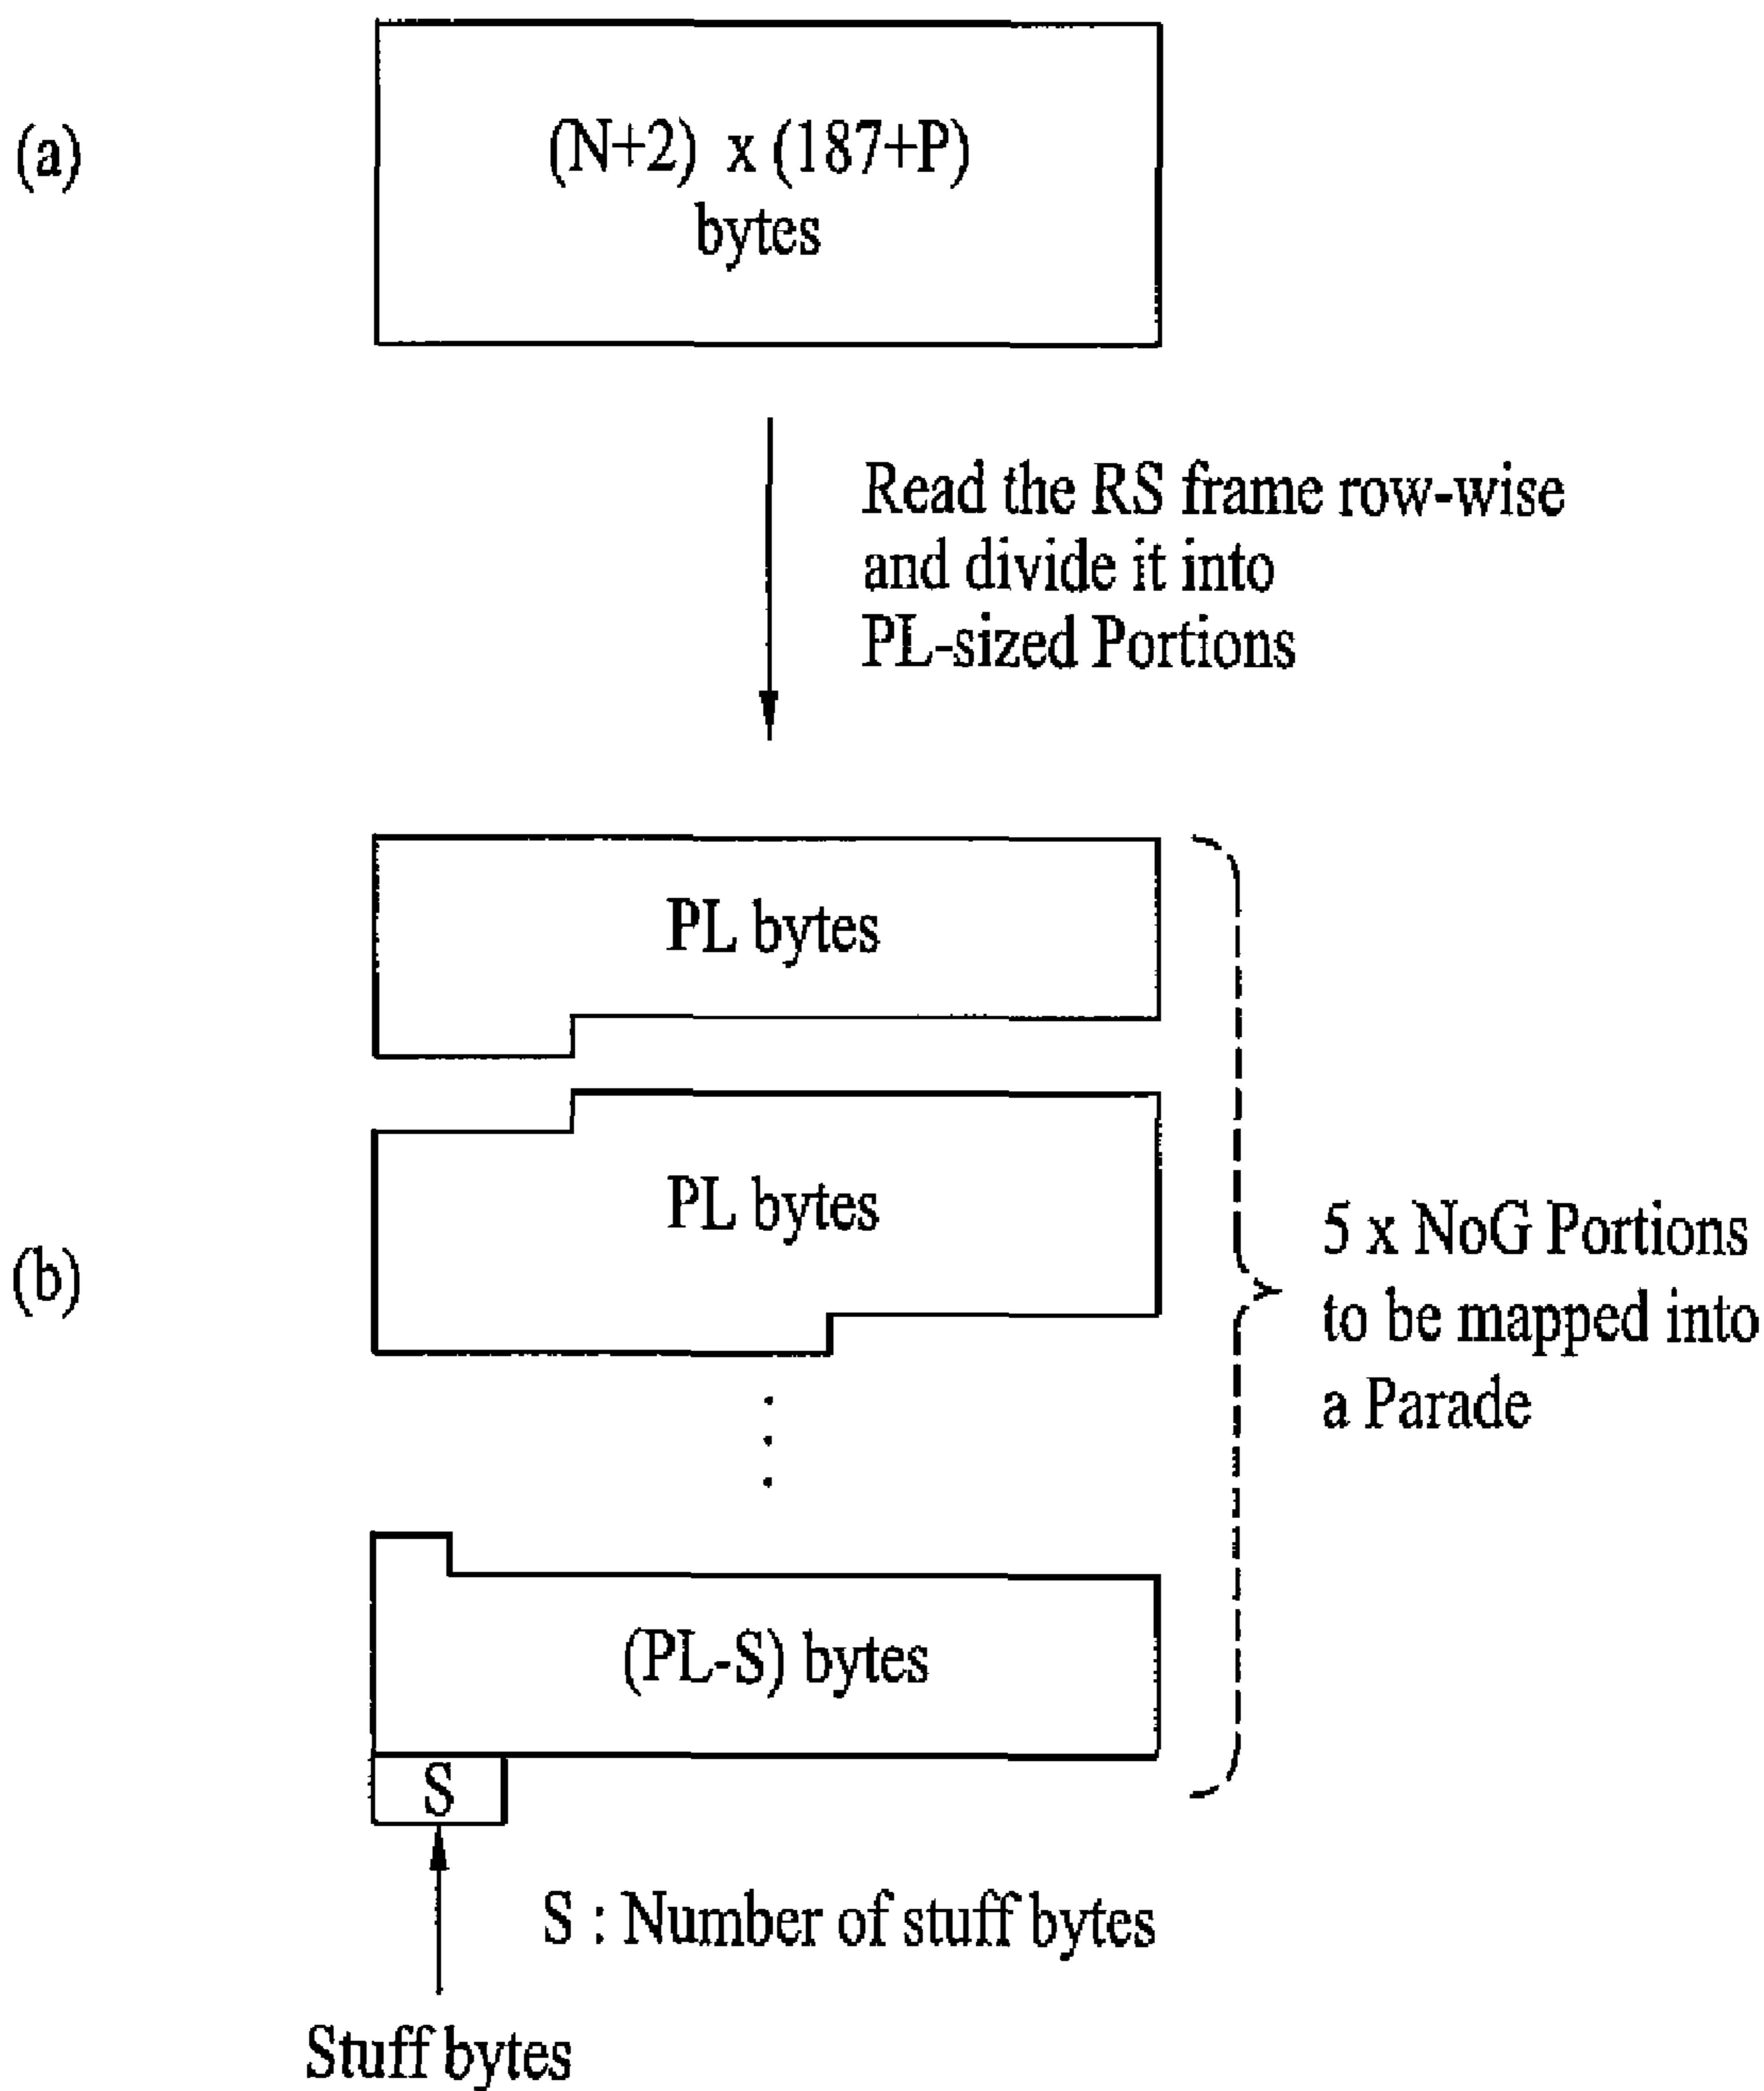 (a)
(N+2) x (187+P)
bytes
Read the RS frame row-wise
and divide it into
PL-sized Portions
(b)
PL bytes
PL bytes
5 x NoG Portions
to be mapped into
a Parade
(PL-S) bytes
S
S : Number of stuff bytes
Stuff bytes